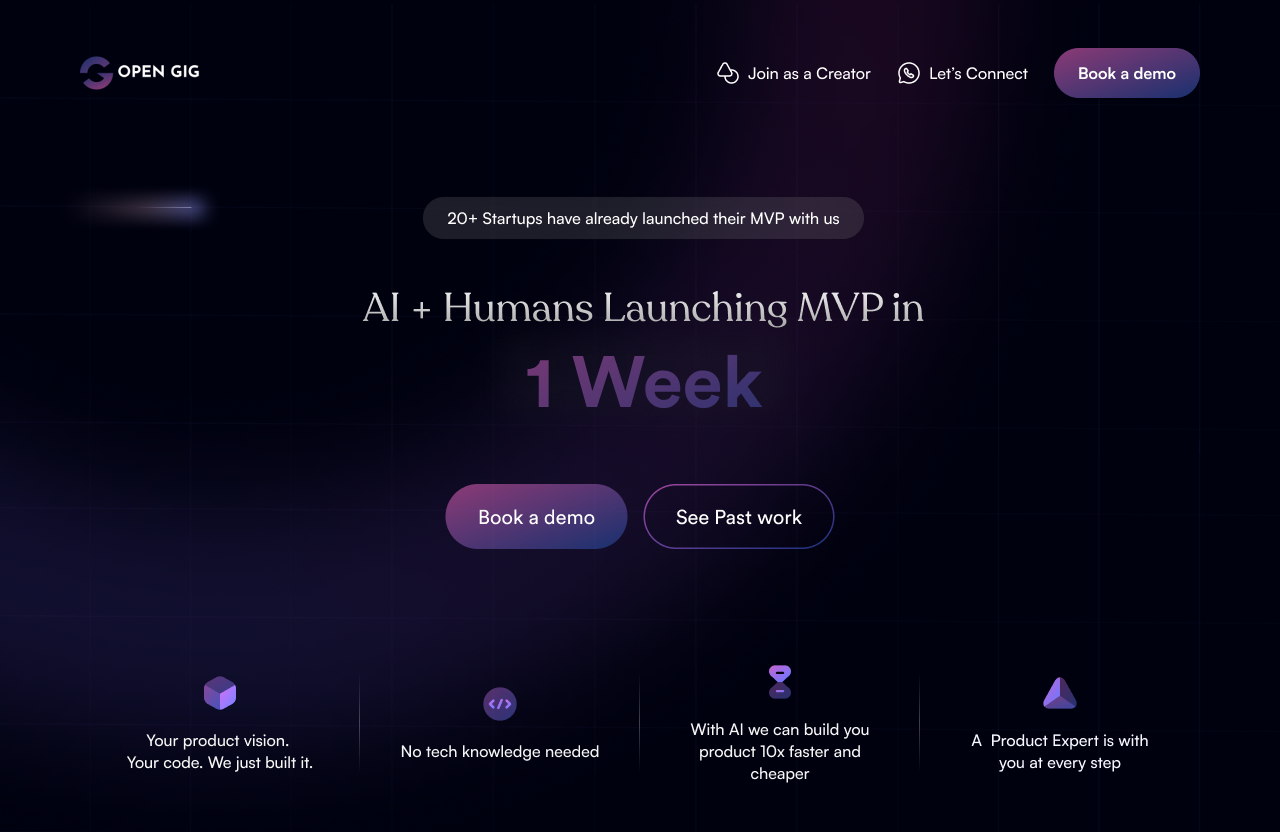 OPEN GIG
Join as a Creator
Let's Connect
Book a demo
20+ Startups have already launched their MVP with us
AI + Humans Launching MVP in
1 Week
Book a demo
See Past work
Your product vision.
Your code. We just built it.
No tech knowledge needed
With AI we can build you
product 10x faster and
cheaper
A  Product Expert is with
you at every step